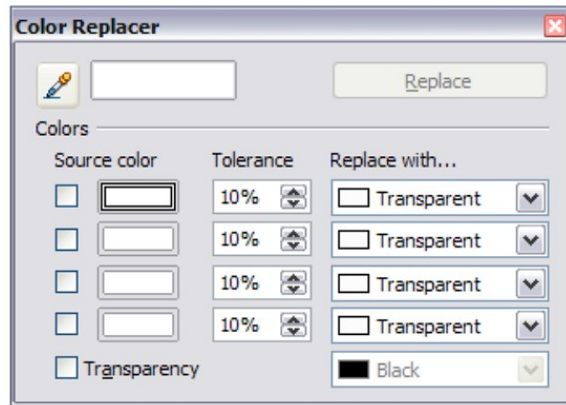 Color Replacer
Replace
Colors
Source color Tolerance Replace with...
10% Transparent
10% Transparent
10% Transparent
10% Transparent
Transparency Black